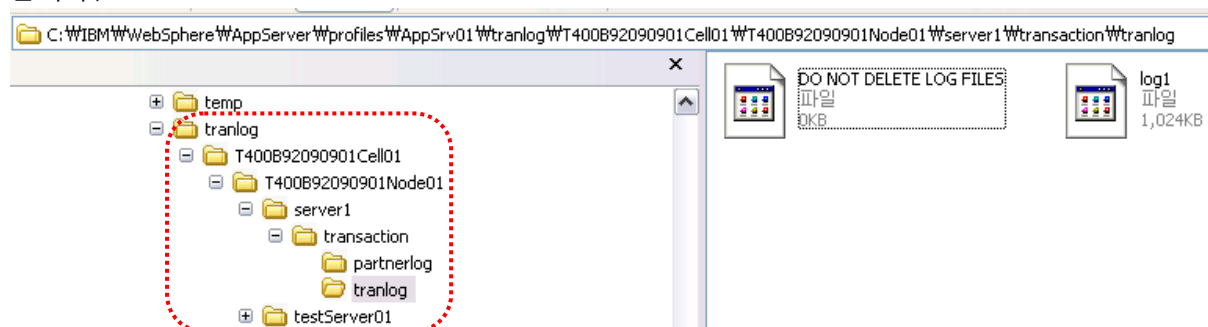 C:₩IBM₩WebSphere₩AppServer₩profiles₩AppSrv01₩tranlog₩T400B92090901Cell01₩T400B92090901Node01₩server1₩transaction₩tranlog
temp
tranlog
T400B92090901Cell01
T400B92090901Node01
server1
transaction
partnerlog
tranlog
testServer01
DO NOT DELETE LOG FILES
파일
0KB
log1
파일
1,024KB